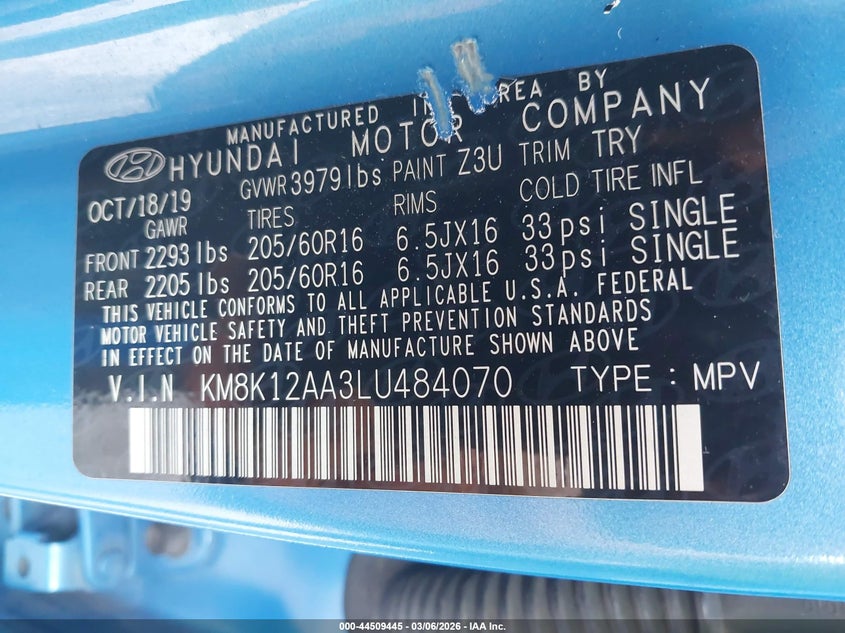 MANUFACTURED IN KOREA BY
HYUNDAI MOTOR COMPANY
OCT/18/19 GVWR 3979 lbs PAINT Z3U TRIM TRY
GAWR TIRES RIMS COLD TIRE INFL
FRONT 2293 lbs 205/60R16 6.5JX16 33 psi SINGLE
REAR 2205 lbs 205/60R16 6.5JX16 33 psi SINGLE
THIS VEHICLE CONFORMS TO ALL APPLICABLE U.S.A. FEDERAL
MOTOR VEHICLE SAFETY AND THEFT PREVENTION STANDARDS
IN EFFECT ON THE DATE OF MANUFACTURE SHOWN ABOVE.
V.I.N KM8K12AA3LU484070 TYPE : MPV
000-44509445 - 03/06/2026 - © IAA Inc.